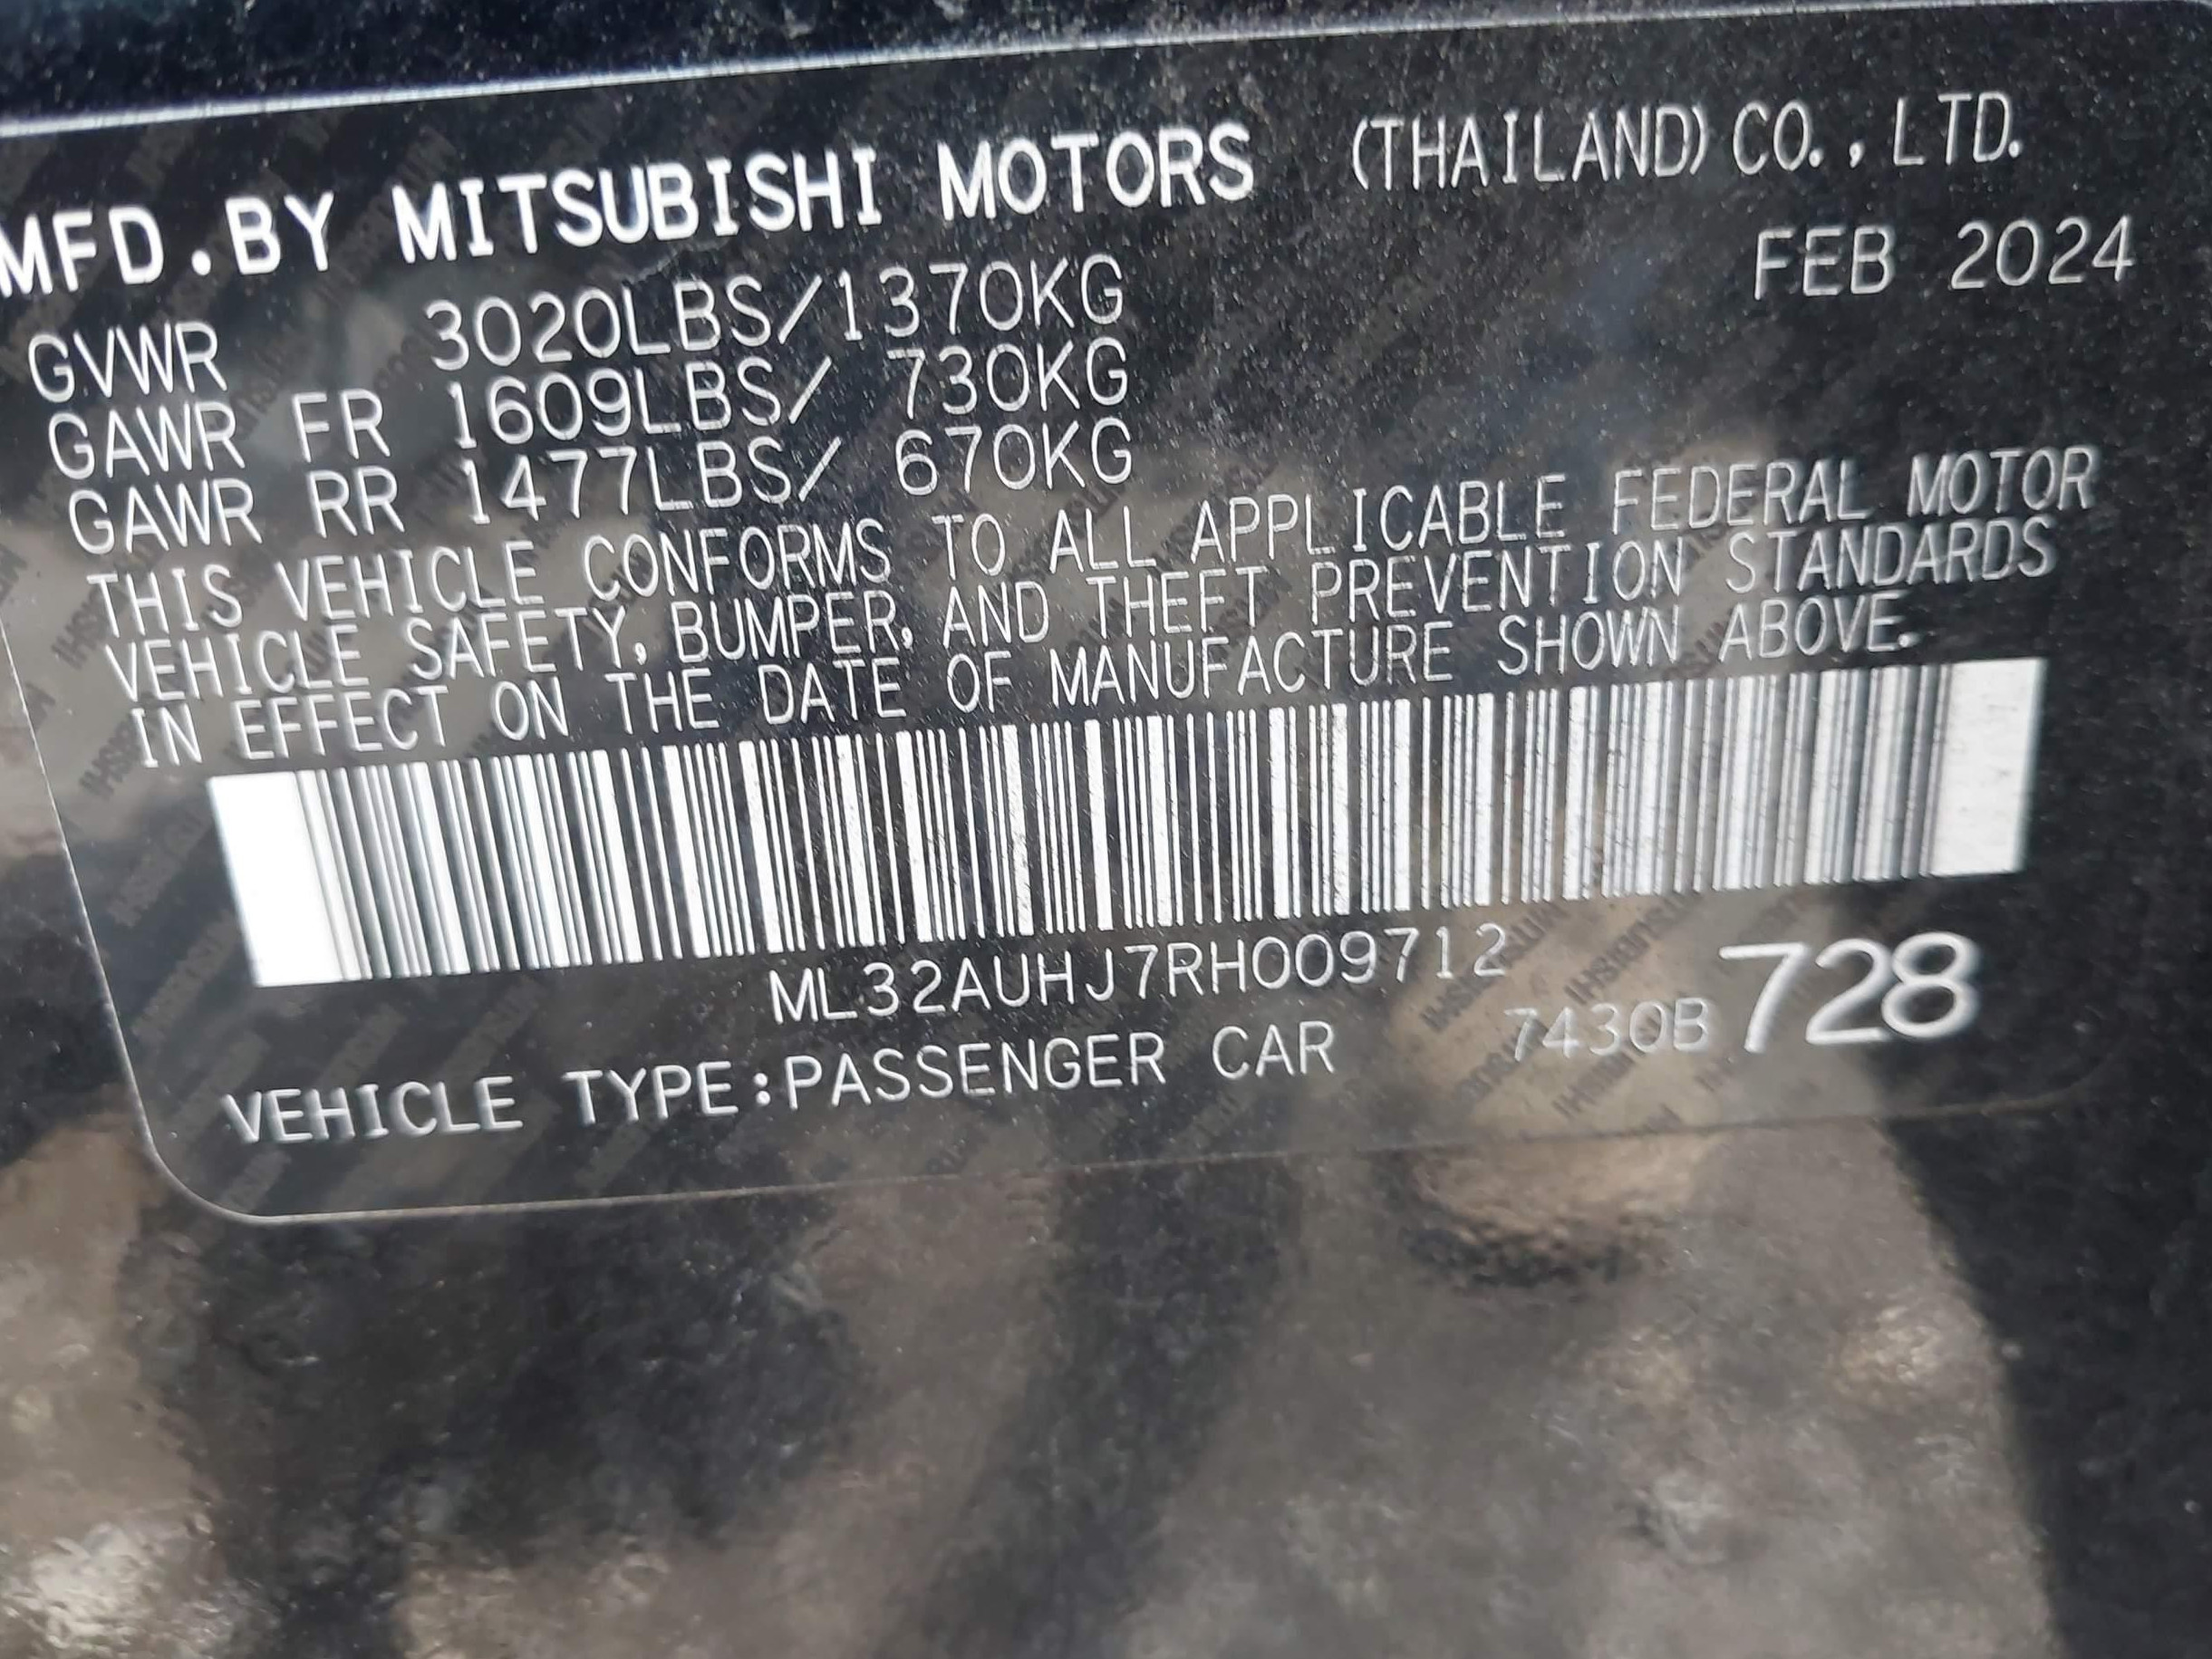 MFD.BY MITSUBISHI MOTORS (THAILAND) CO., LTD.
FEB 2024
GVWR 3020LBS/1370KG
GAWR FR 1609LBS/ 730KG
GAWR RR 1477LBS/ 670KG
THIS VEHICLE CONFORMS TO ALL APPLICABLE FEDERAL MOTOR
VEHICLE SAFETY, BUMPER, AND THEFT PREVENTION STANDARDS
IN EFFECT ON THE DATE OF MANUFACTURE SHOWN ABOVE.
ML32AUHJ7RH009712
VEHICLE TYPE:PASSENGER CAR 7430B728